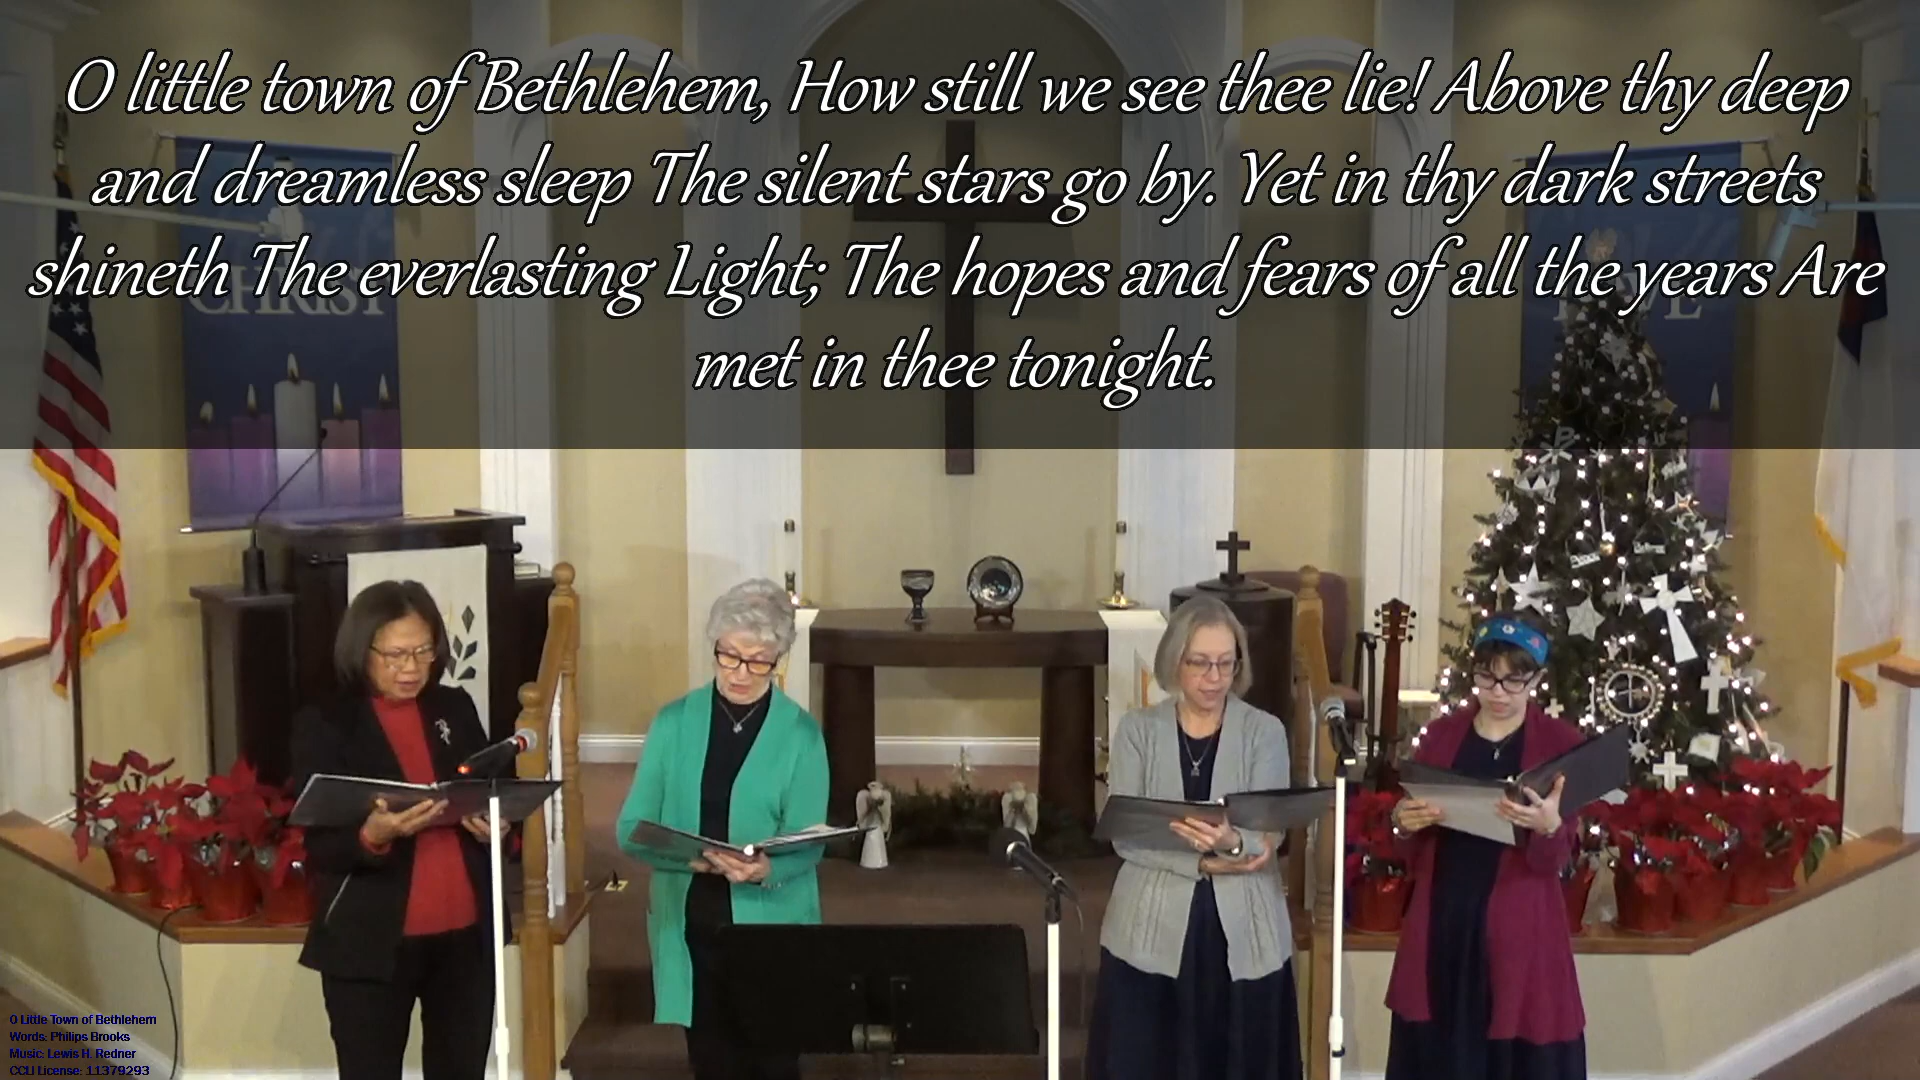 O little town of Bethlehem, How still we see thee lie! Above thy deep
and dreamless sleep The silent stars go by. Yet in thy dark streets
shineth The everlasting Light; The hopes and fears of all the years Are
met in thee tonight.
CHRIST
O Little Town of Bethlehem
Words: Philips Brooks
Music: Lewis H. Redner
CCLI License: 11379293